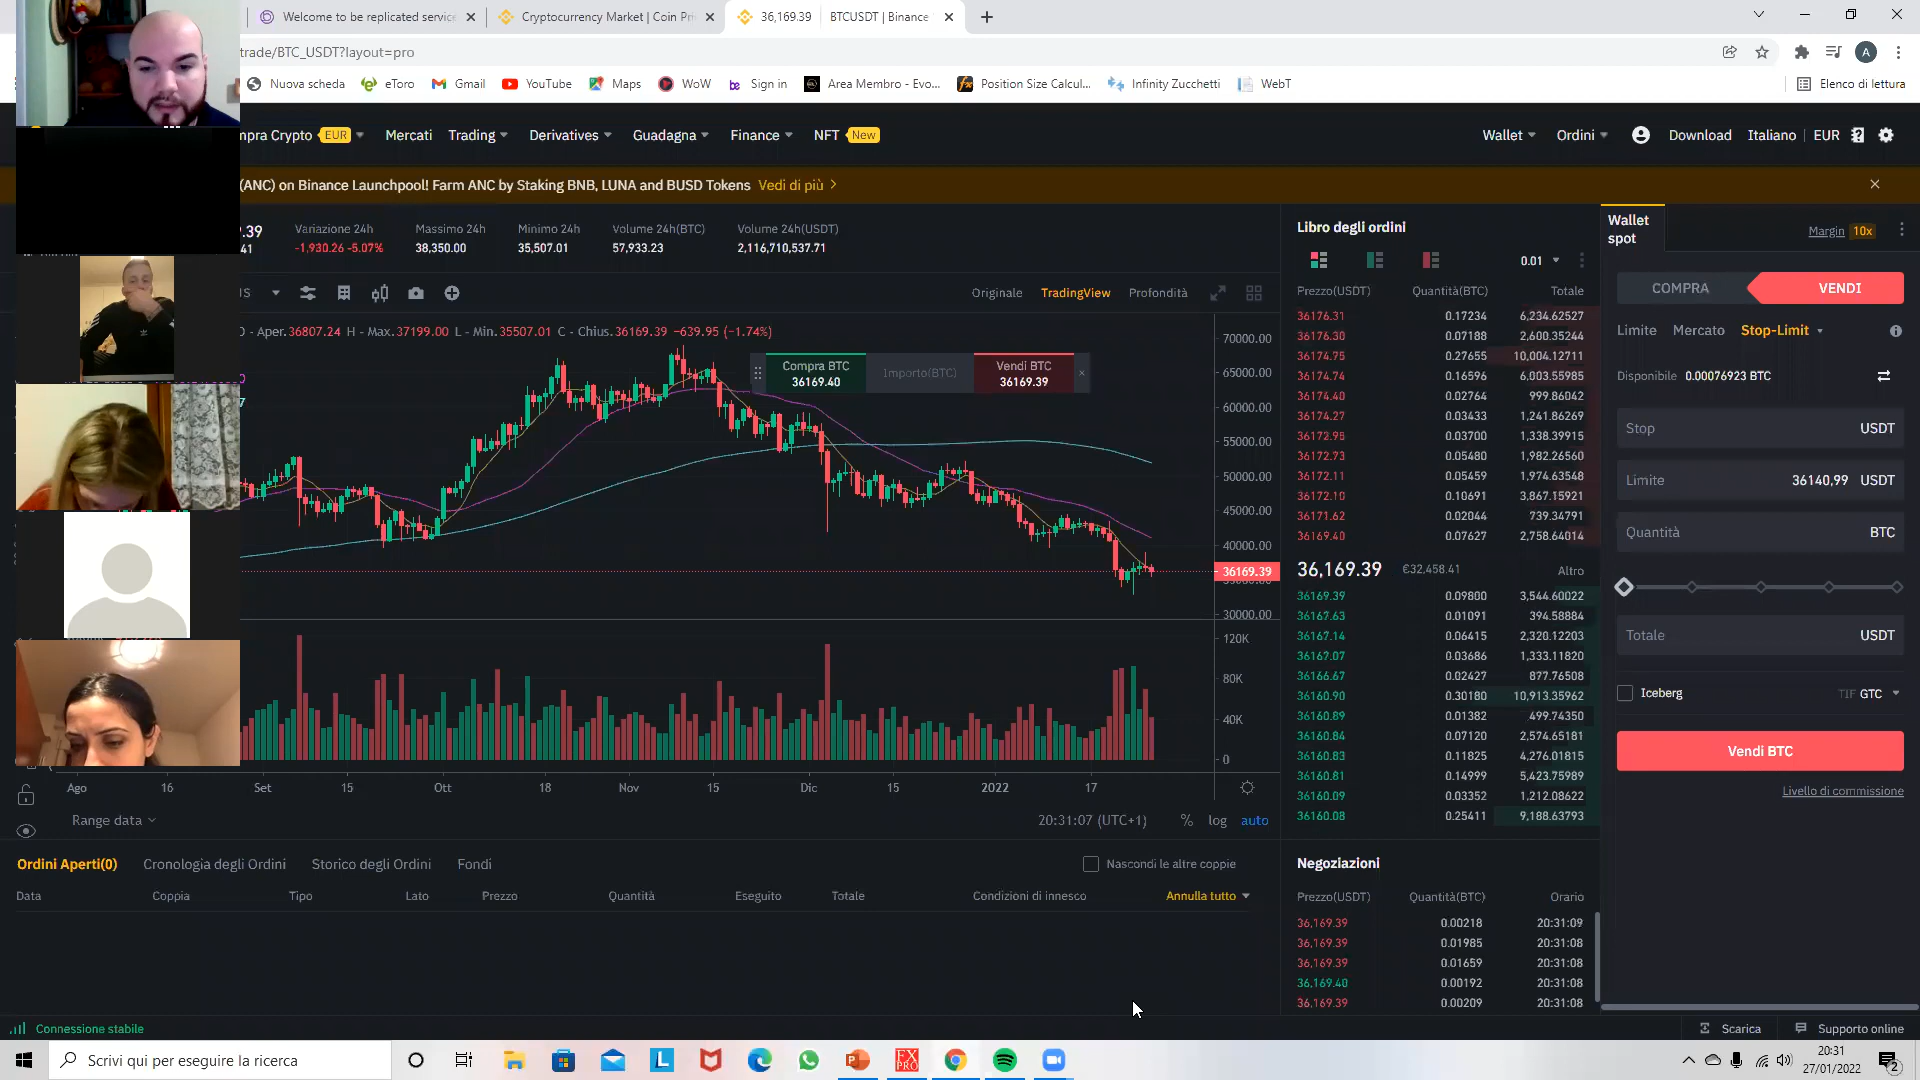 Welcome to be replicated service
Cryptocurrency Market | Coin Pri
36,169.39 BTCUSDT | Binance
trade/BTC_USDT?layout=pro
A
Nuova scheda
eToro
Gmail
YouTube
Maps
WoW
Sign in
Area Membro - Evo...
Position Size Calcul...
Infinity Zucchetti
WebT
Elenco di lettura
mpra Crypto EUR
Mercati
Trading
Derivatives
Guadagna
Finance
NFT New
Wallet
Ordini
Download
Italiano
EUR
(ANC) on Binance Launchpool! Farm ANC by Staking BNB, LUNA and BUSD Tokens Vedi di più
Variazione 24h
-1,930.26 -5.07%
Massimo 24h
38,350.00
Minimo 24h
35,507.01
Volume 24h(BTC)
57,933.23
Volume 24h(USDT)
2,116,710,537.71
Originale
TradingView
Profondità
Aper.36807.24 H - Max.37199.00 L - Min.35507.01 C - Chius.36169.39 −639.95 (−1.74%)
Compra BTC
36169.40
Importo(BTC)
Vendi BTC
36169.39
70000.00
65000.00
60000.00
55000.00
50000.00
45000.00
40000.00
36169.39
30000.00
120K
80K
40K
0
Ago 16 Set 15 Ott 18 Nov 15 Dic 15 2022 17
Range data
20:31:07 (UTC+1) % log auto
Libro degli ordini
0.01
Prezzo(USDT) Quantità(BTC) Totale
36176.31 0.17234 6,234.62527
36176.30 0.07188 2,600.35244
36174.75 0.27655 10,004.12711
36174.74 0.16596 6,003.55985
36174.40 0.02764 999.86042
36174.27 0.03433 1,241.86269
36172.95 0.03700 1,338.39915
36172.73 0.05480 1,982.26560
36172.11 0.05459 1,974.63548
36172.10 0.10691 3,867.15921
36171.62 0.02044 739.34791
36169.40 0.07627 2,758.64014
36,169.39 €32,458.41 Altro
36169.39 0.09800 3,544.60022
36167.63 0.01091 394.58884
36167.14 0.06415 2,320.12203
36167.07 0.03686 1,333.11820
36166.67 0.02427 877.76508
36160.90 0.30180 10,913.35962
36160.89 0.01382 499.74350
36160.84 0.07120 2,574.65181
36160.83 0.11825 4,276.01815
36160.81 0.14999 5,423.75989
36160.09 0.03352 1,212.08622
36160.08 0.25411 9,188.63793
Wallet spot
Margin 10x
COMPRA
VENDI
Limite Mercato Stop-Limit
Disponibile 0.00076923 BTC
Stop USDT
Limite 36140,99 USDT
Quantità BTC
Totale USDT
Iceberg
TIF GTC
Vendi BTC
Livello di commissione
Ordini Aperti(0)
Cronologia degli Ordini
Storico degli Ordini
Fondi
Nascondi le altre coppie
Data Coppia Tipo Lato Prezzo Quantità Eseguito Totale Condizioni di innesco Annulla tutto
Negoziazioni
Prezzo(USDT) Quantità(BTC) Orario
36,169.39 0.00218 20:31:09
36,169.39 0.01985 20:31:08
36,169.39 0.01659 20:31:08
36,169.40 0.00192 20:31:08
36,169.39 0.00209 20:31:08
Connessione stabile
Scarica
Supporto online
Scrivi qui per eseguire la ricerca
20:31
27/01/2022
2